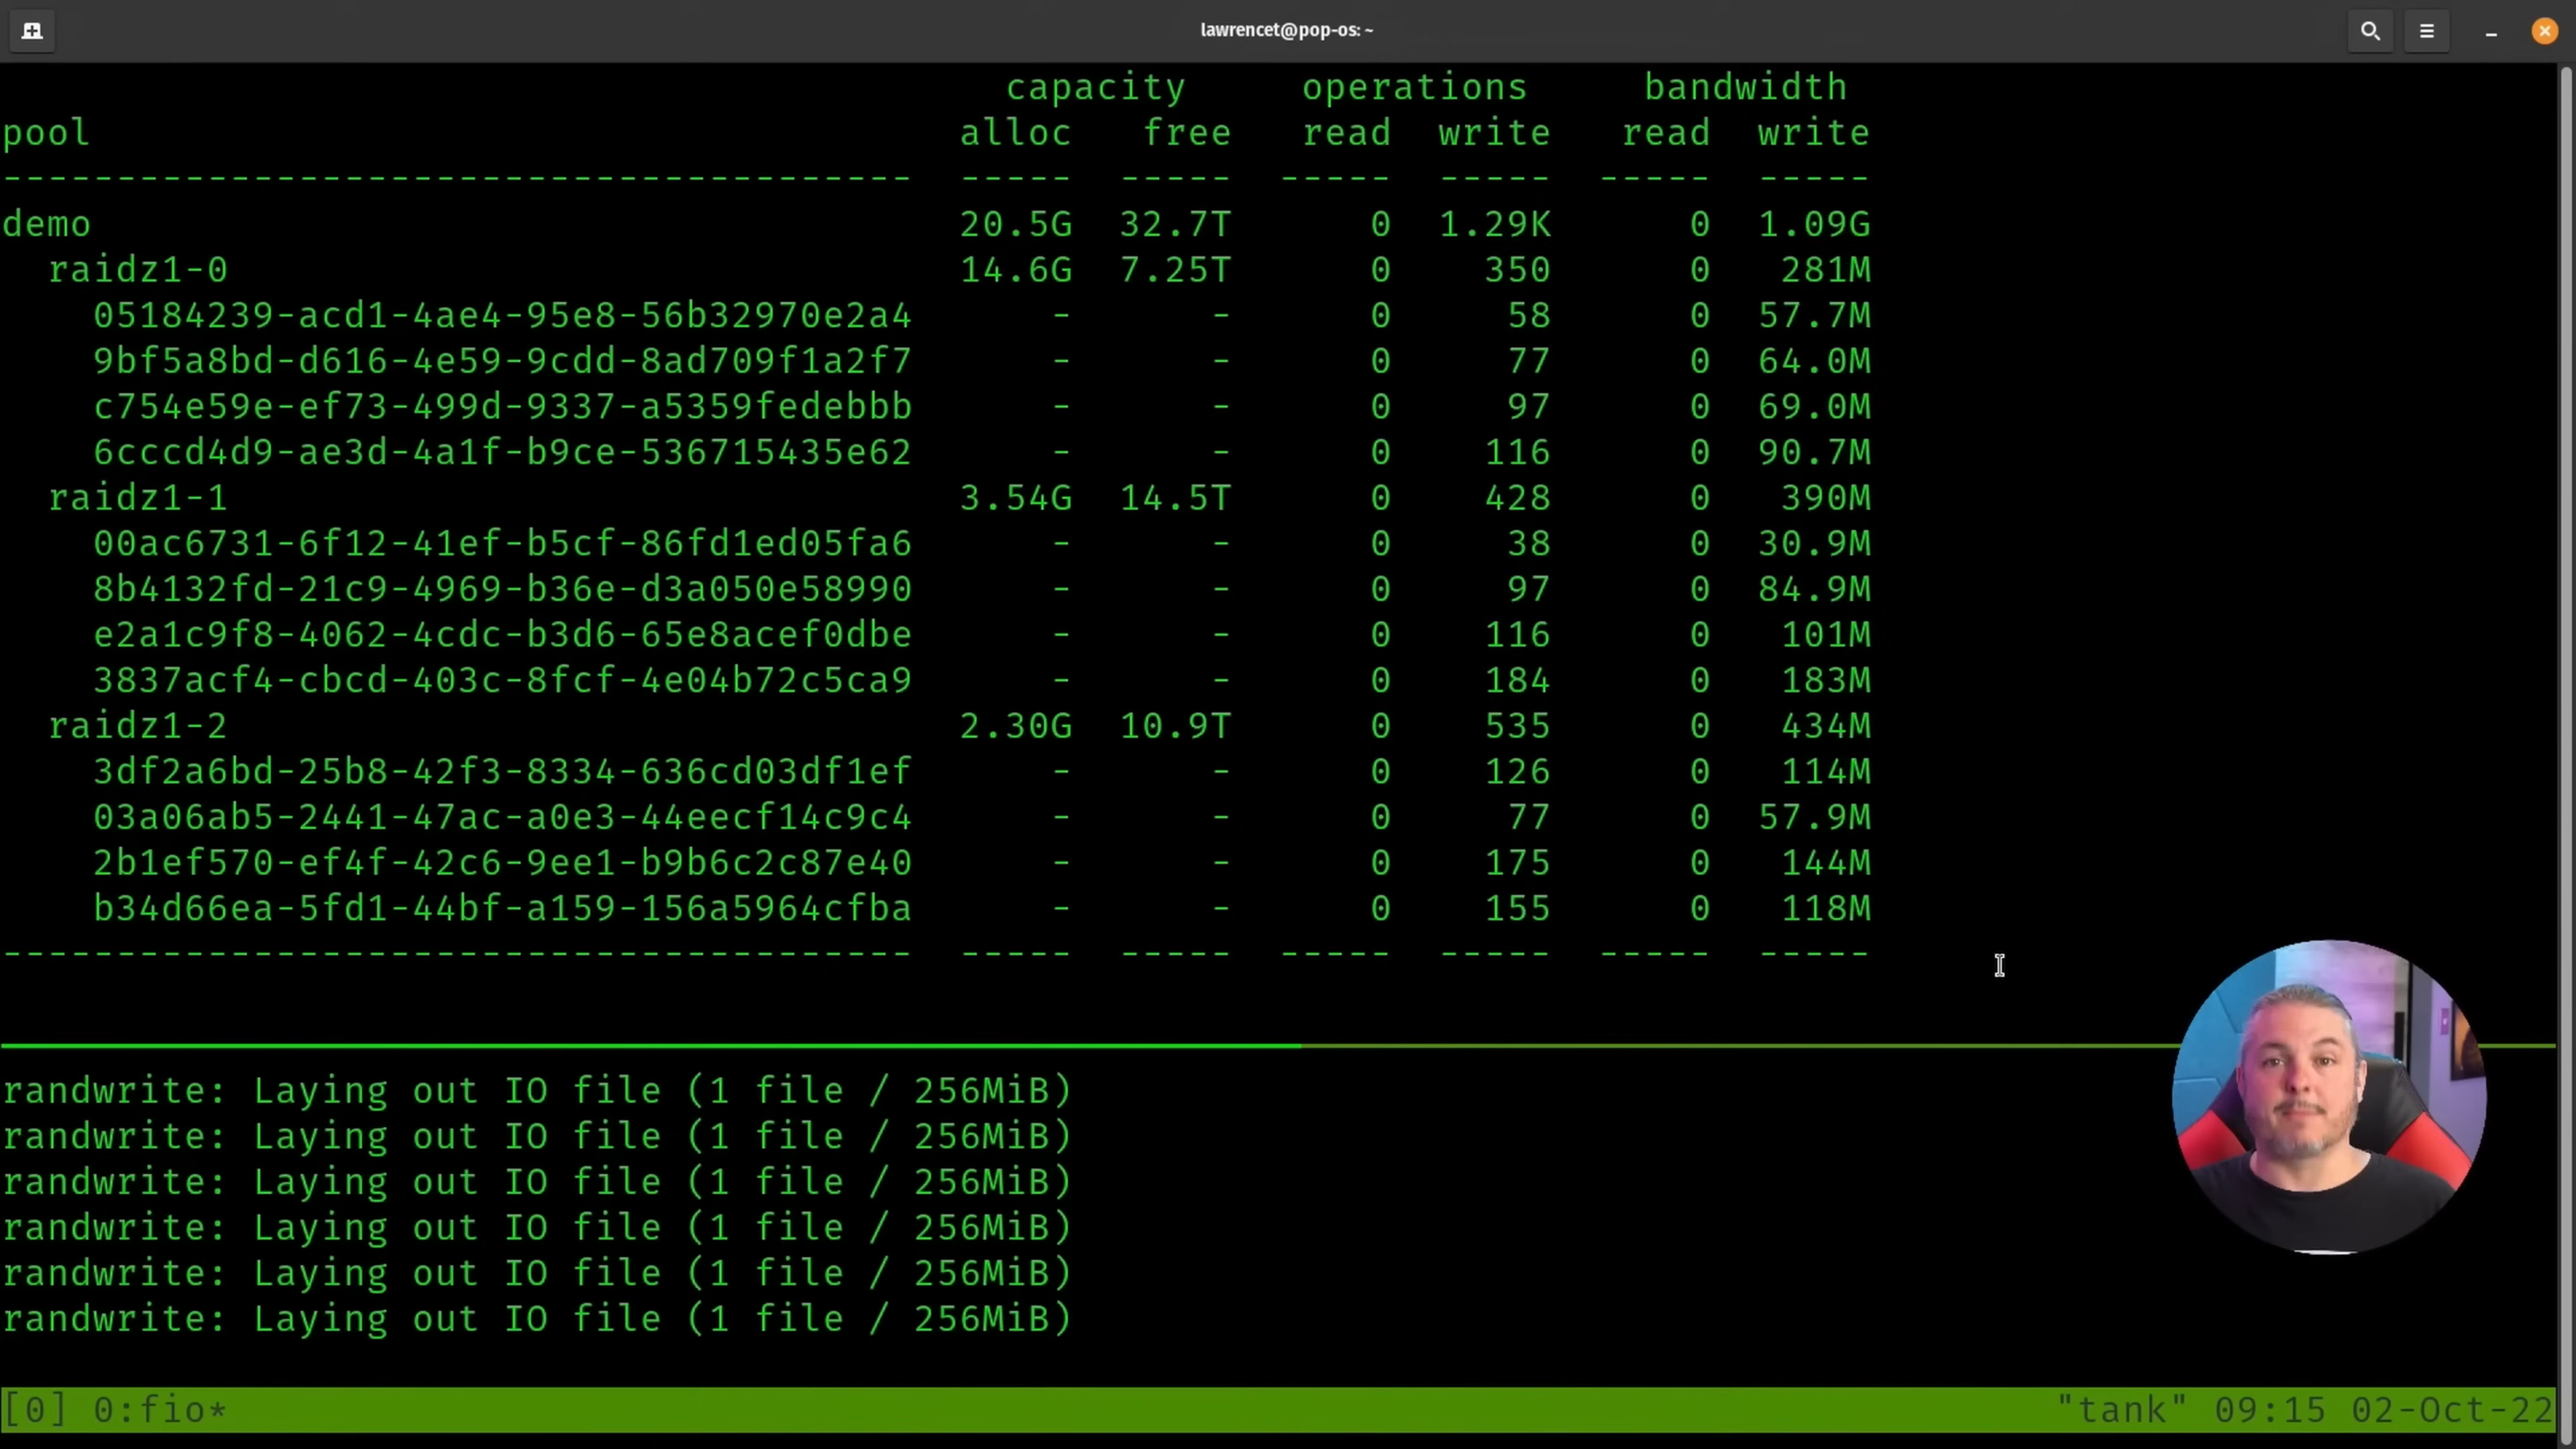 lawrencet@pop-os: ~
capacity operations bandwidth
pool alloc free read write read write
--------------------------------------- ----- ----- ----- ----- ----- -----
demo 20.5G 32.7T 0 1.29K 0 1.09G
raidz1-0 14.6G 7.25T 0 350 0 281M
05184239-acd1-4ae4-95e8-56b32970e2a4 - - 0 58 0 57.7M
9bf5a8bd-d616-4e59-9cdd-8ad709f1a2f7 - - 0 77 0 64.0M
c754e59e-ef73-499d-9337-a5359fedebbb - - 0 97 0 69.0M
6cccd4d9-ae3d-4a1f-b9ce-536715435e62 - - 0 116 0 90.7M
raidz1-1 3.54G 14.5T 0 428 0 390M
00ac6731-6f12-41ef-b5cf-86fd1ed05fa6 - - 0 38 0 30.9M
8b4132fd-21c9-4969-b36e-d3a050e58990 - - 0 97 0 84.9M
e2a1c9f8-4062-4cdc-b3d6-65e8acef0dbe - - 0 116 0 101M
3837acf4-cbcd-403c-8fcf-4e04b72c5ca9 - - 0 184 0 183M
raidz1-2 2.30G 10.9T 0 535 0 434M
3df2a6bd-25b8-42f3-8334-636cd03df1ef - - 0 126 0 114M
03a06ab5-2441-47ac-a0e3-44eecf14c9c4 - - 0 77 0 57.9M
2b1ef570-ef4f-42c6-9ee1-b9b6c2c87e40 - - 0 175 0 144M
b34d66ea-5fd1-44bf-a159-156a5964cfba - - 0 155 0 118M
--------------------------------------- ----- ----- ----- ----- ----- -----
randwrite: Laying out IO file (1 file / 256MiB)
randwrite: Laying out IO file (1 file / 256MiB)
randwrite: Laying out IO file (1 file / 256MiB)
randwrite: Laying out IO file (1 file / 256MiB)
randwrite: Laying out IO file (1 file / 256MiB)
randwrite: Laying out IO file (1 file / 256MiB)
[0] 0:fio* "tank" 09:15 02-Oct-22